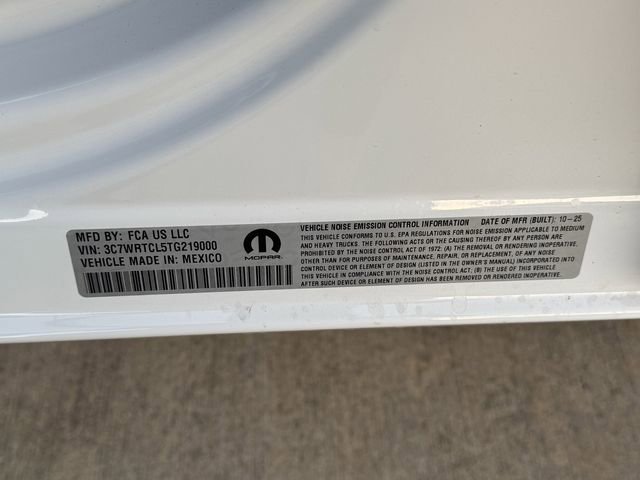 MFD BY: FCA US LLC
VIN: 3C7WRTCL5TG219000
VEHICLE MADE IN: MEXICO
MOPAR
VEHICLE NOISE EMISSION CONTROL INFORMATION DATE OF MFR (BUILT): 10-25
THIS VEHICLE CONFORMS TO U.S. EPA REGULATIONS FOR NOISE EMISSION APPLICABLE TO MEDIUM
AND HEAVY TRUCKS. THE FOLLOWING ACTS OR THE CAUSING THEREOF BY ANY PERSON ARE
PROHIBITED BY THE NOISE CONTROL ACT OF 1972: (A) THE REMOVAL OR RENDERING INOPERATIVE,
OTHER THAN FOR PURPOSES OF MAINTENANCE, REPAIR, OR REPLACEMENT, OF ANY NOISE
CONTROL DEVICE OR ELEMENT OF DESIGN (LISTED IN THE OWNER'S MANUAL) INCORPORATED INTO
THIS VEHICLE IN COMPLIANCE WITH THE NOISE CONTROL ACT; (B) THE USE OF THIS VEHICLE
AFTER SUCH DEVICE OR ELEMENT OF DESIGN HAS BEEN REMOVED OR RENDERED INOPERATIVE.